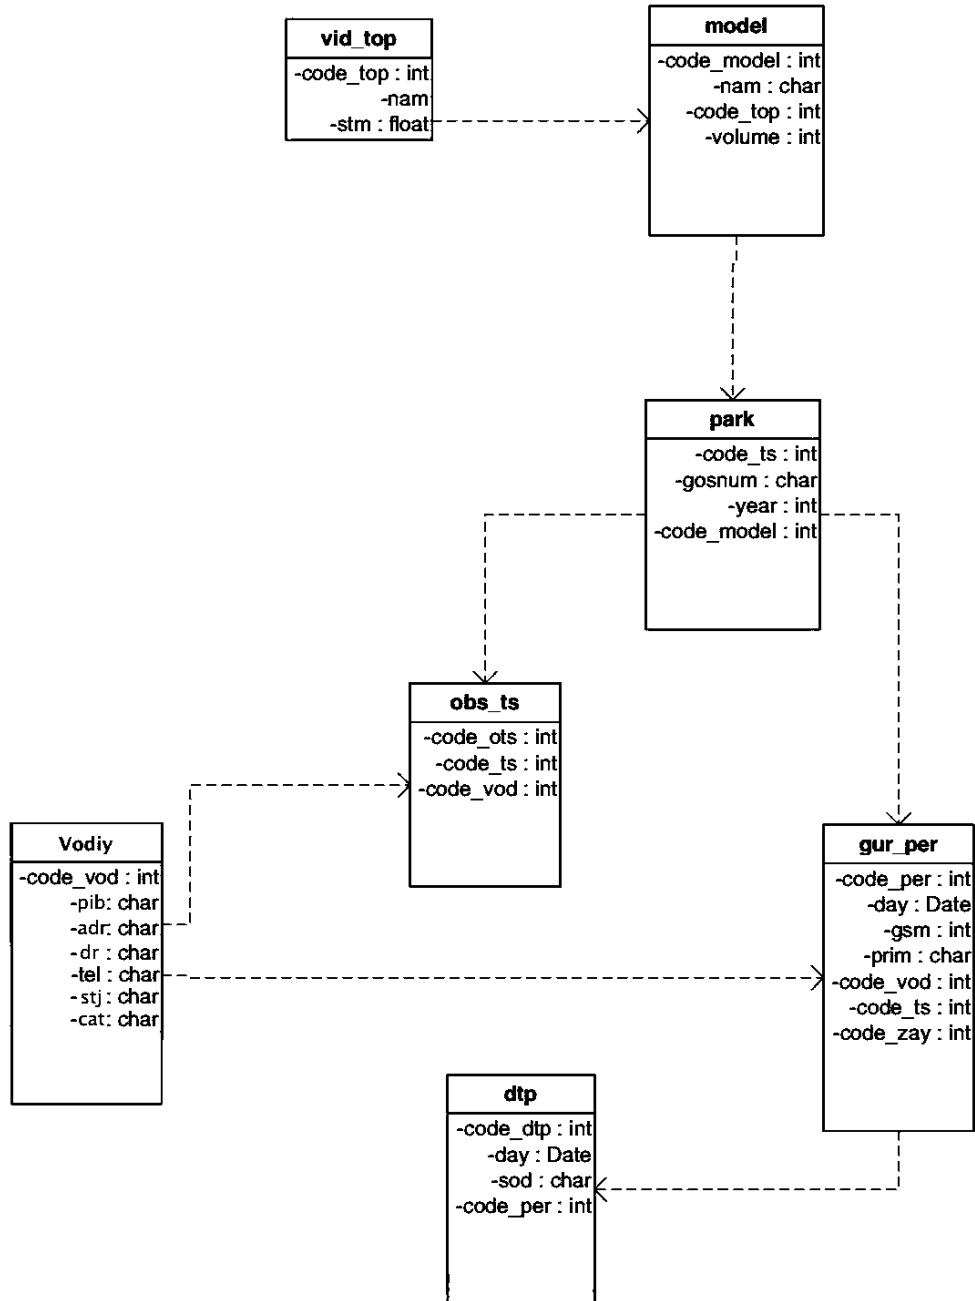 vid_top
-code_top : int
-nam
-stm : float
model
-code_model : int
-nam : char
-code_top : int
-volume : int
park
-code_ts : int
-gosnum : char
-year : int
-code_model : int
obs_ts
-code_ots : int
-code_ts : int
-code_vod : int
Vodiy
-code_vod : int
-pib: char
-adr: char
-dr : char
-tel : char
-stj: char
-cat: char
gur_per
-code_per : int
-day : Date
-gsm : int
-prim : char
-code_vod : int
-code_ts : int
-code_zay : int
dtp
-code_dtp : int
-day : Date
-sod : char
-code_per : int